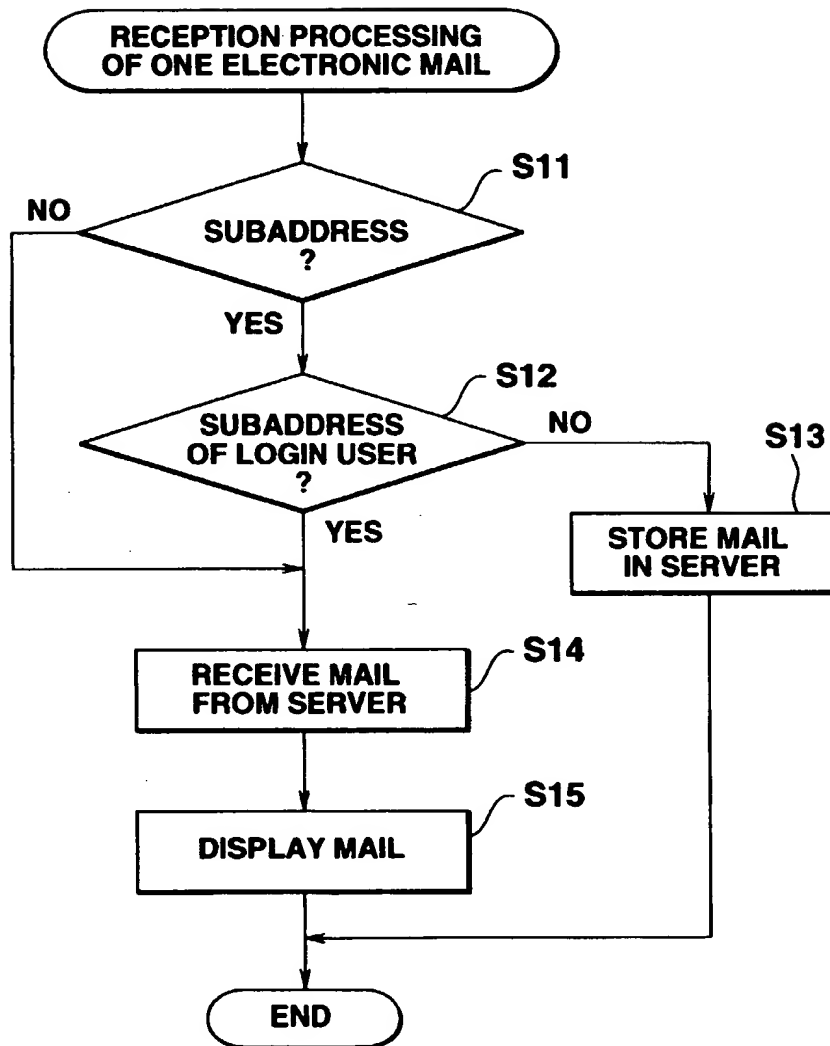 RECEPTION PROCESSING
OF ONE ELECTRONIC MAIL
S11
NO
SUBADDRESS
?
YES
S12
SUBADDRESS
OF LOGIN USER
?
NO
S13
YES
STORE MAIL
IN SERVER
S14
RECEIVE MAIL
FROM SERVER
S15
DISPLAY MAIL
END